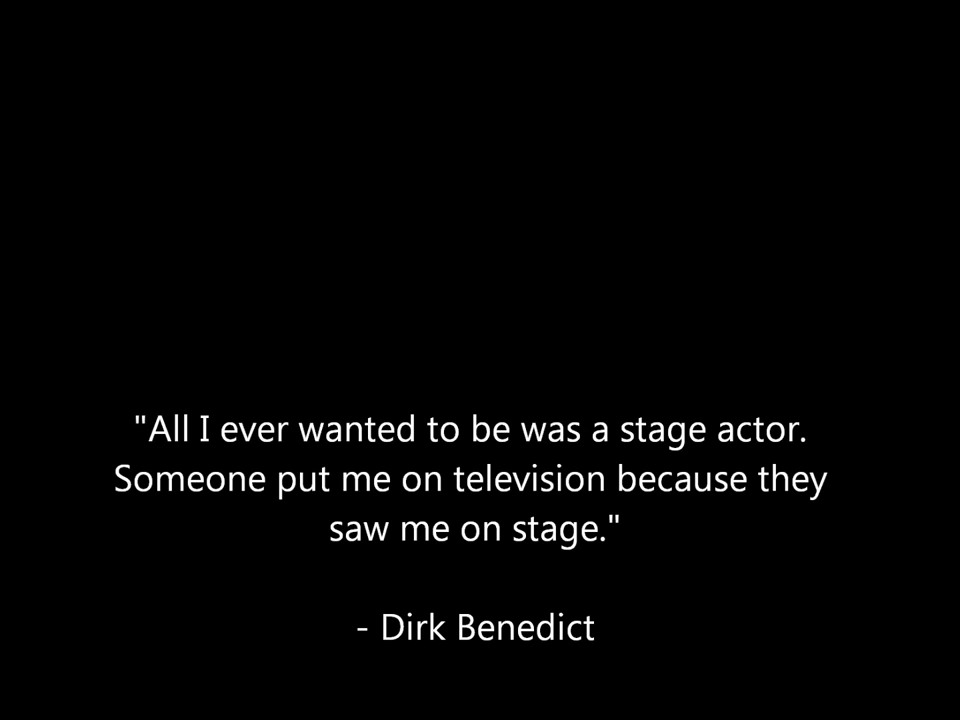 "All I ever wanted to be was a stage actor.
Someone put me on television because they
saw me on stage."
- Dirk Benedict